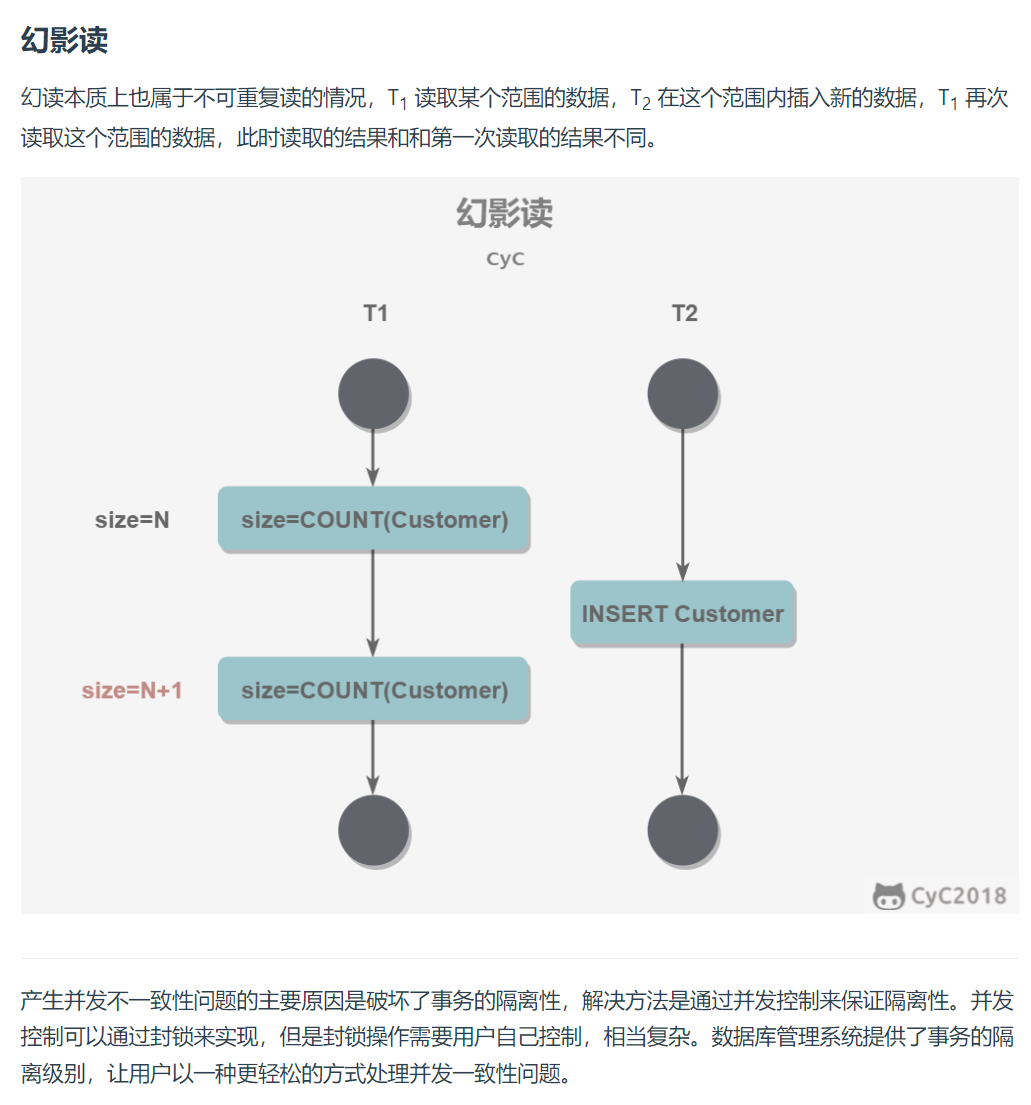 幻影读
幻读本质上也属于不可重复读的情况，T1 读取某个范围的数据，T2 在这个范围内插入新的数据，T1 再次
读取这个范围的数据，此时读取的结果和和第一次读取的结果不同。
幻影读
CyC
T1 T2
size=N size=COUNT(Customer)
INSERT Customer
size=N+1 size=COUNT(Customer)
CyC2018
产生并发不一致性问题的主要原因是破坏了事务的隔离性，解决方法是通过并发控制来保证隔离性。并发
控制可以通过封锁来实现，但是封锁操作需要用户自己控制，相当复杂。数据库管理系统提供了事务的隔
离级别，让用户以一种更轻松的方式处理并发一致性问题。